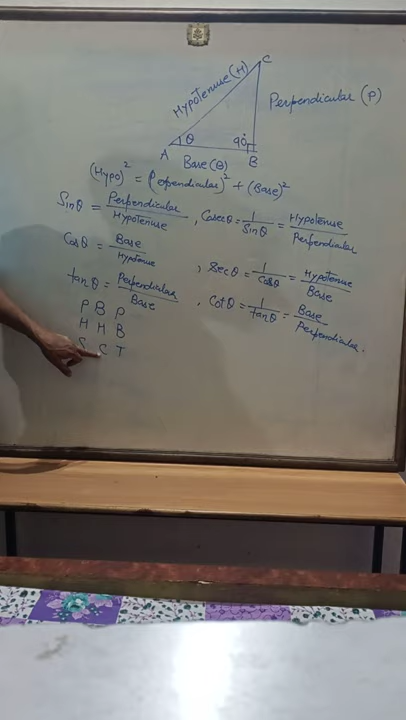 C
Hypotenuse (H)
Perpendicular (P)
θ
90°
A
Base (B)
B
(Hypo)² = (Perpendicular)² + (Base)²
Sinθ = Perpendicular/Hypotenuse , Cosecθ = 1/Sinθ = Hypotenuse/Perpendicular
Cosθ = Base/Hypotenuse , Secθ = 1/Cosθ = Hypotenuse/Base
tanθ = Perpendicular/Base , Cotθ = 1/tanθ = Base/Perpendicular.
P B P
H H B
S C T